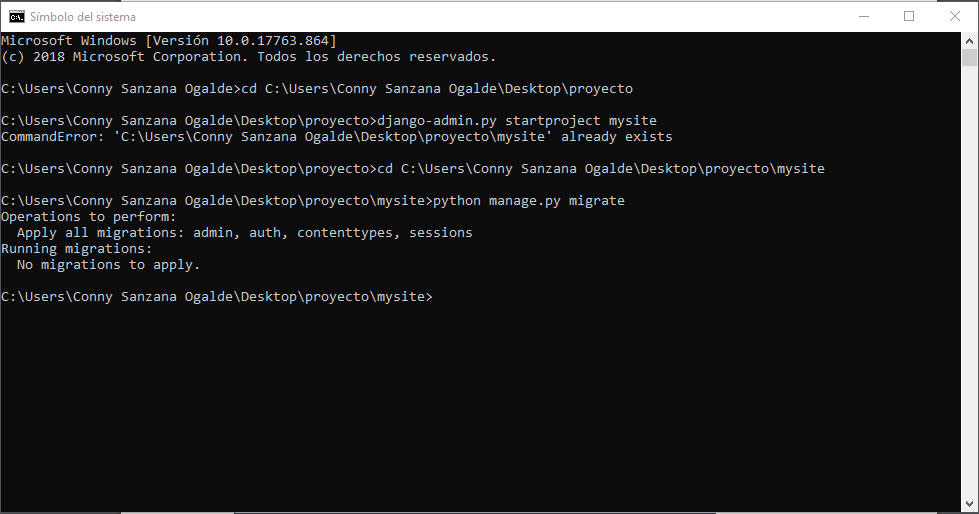 Símbolo del sistema
Microsoft Windows [Versión 10.0.17763.864]
(c) 2018 Microsoft Corporation. Todos los derechos reservados.
C:\Users\Conny Sanzana Ogalde>cd C:\Users\Conny Sanzana Ogalde\Desktop\proyecto
C:\Users\Conny Sanzana Ogalde\Desktop\proyecto>django-admin.py startproject mysite
CommandError: 'C:\Users\Conny Sanzana Ogalde\Desktop\proyecto\mysite' already exists
C:\Users\Conny Sanzana Ogalde\Desktop\proyecto>cd C:\Users\Conny Sanzana Ogalde\Desktop\proyecto\mysite
C:\Users\Conny Sanzana Ogalde\Desktop\proyecto\mysite>python manage.py migrate
Operations to perform:
  Apply all migrations: admin, auth, contenttypes, sessions
Running migrations:
  No migrations to apply.
C:\Users\Conny Sanzana Ogalde\Desktop\proyecto\mysite>